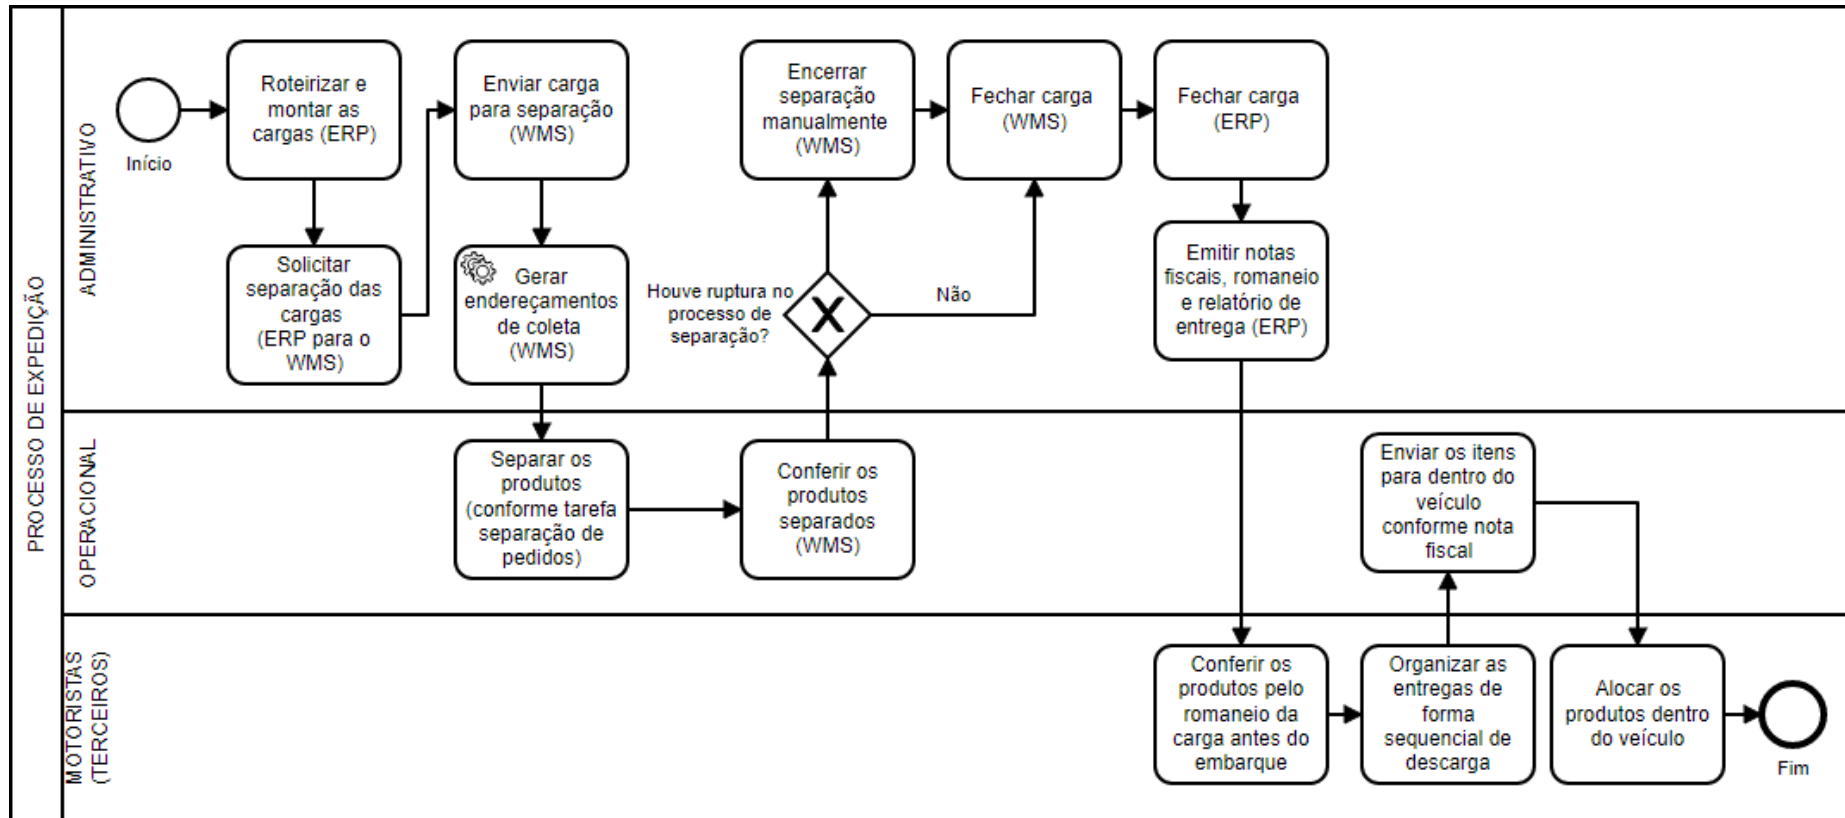 PROCESSO DE EXPEDIÇÃO
ADMINISTRATIVO
Início
Roteirizar e
montar as
cargas (ERP)
Solicitar
separação das
cargas
(ERP para o
WMS)
Enviar carga
para separação
(WMS)
Gerar
endereçamentos
de coleta
(WMS)
Houve ruptura no
processo de
separação?
Não
Encerrar
separação
manualmente
(WMS)
Fechar carga
(WMS)
Fechar carga
(ERP)
Emitir notas
fiscais, romaneio
e relatório de
entrega (ERP)
OPERACIONAL
Separar os
produtos
(conforme tarefa
separação de
pedidos)
Conferir os
produtos
separados
(WMS)
Enviar os itens
para dentro do
veículo
conforme nota
fiscal
MOTORISTAS
(TERCEIROS)
Conferir os
produtos pelo
romaneio da
carga antes do
embarque
Organizar as
entregas de
forma
sequencial de
descarga
Alocar os
produtos dentro
do veículo
Fim